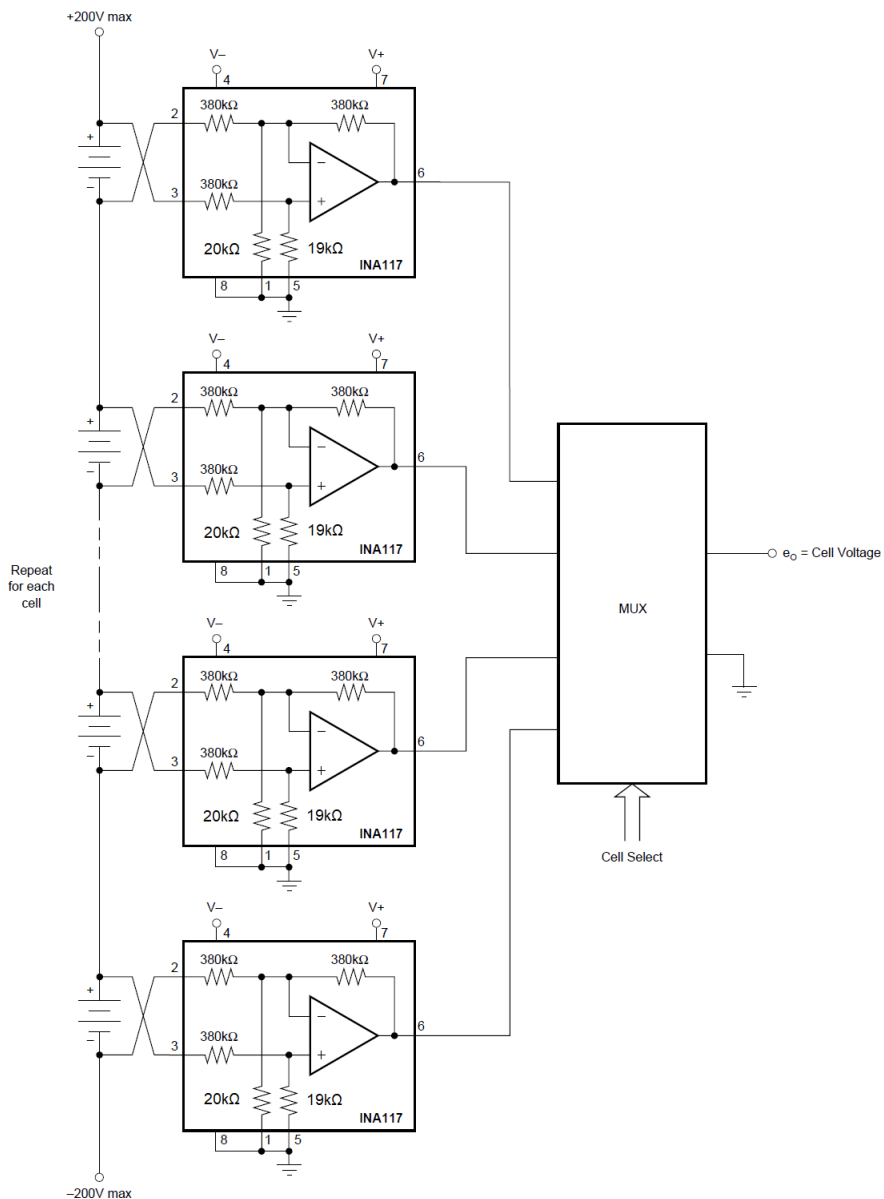 +200V max
V–
4
V+
7
2
380kΩ
380kΩ
+
–
–
+
3
380kΩ
6
20kΩ
19kΩ
INA117
8
1
5
V–
4
V+
7
2
380kΩ
380kΩ
+
–
–
+
3
380kΩ
6
20kΩ
19kΩ
INA117
8
1
5
Repeat
for each
cell
MUX
eO = Cell Voltage
Cell Select
V–
4
V+
7
2
380kΩ
380kΩ
+
–
–
+
3
380kΩ
6
20kΩ
19kΩ
INA117
8
1
5
V–
4
V+
7
2
380kΩ
380kΩ
+
–
–
+
3
380kΩ
6
20kΩ
19kΩ
INA117
8
1
5
–200V max